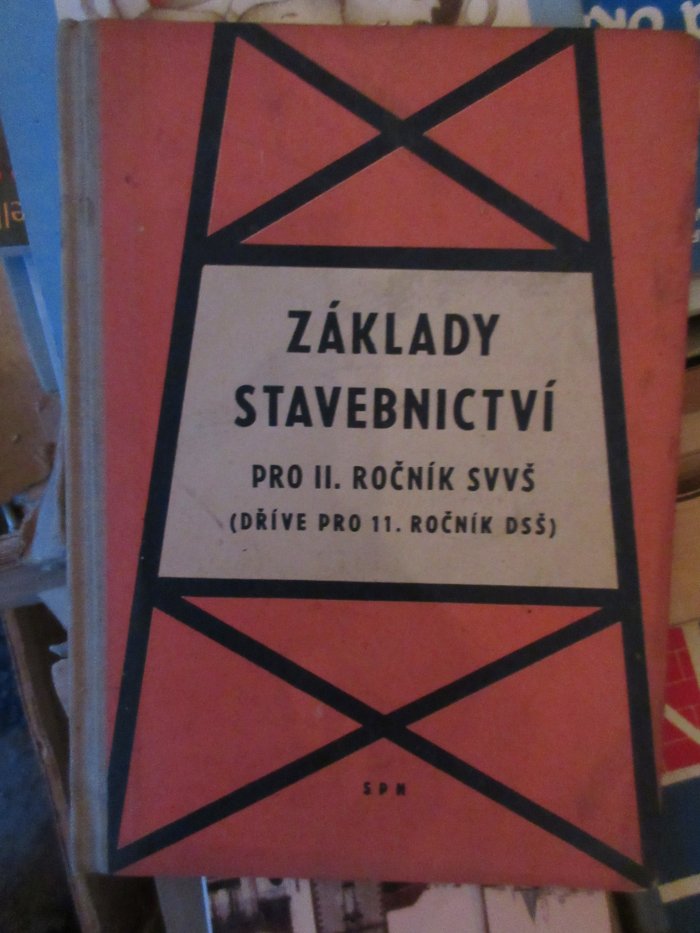 ZÁKLADY
STAVEBNICTVÍ
PRO II. ROČNÍK SVVŠ
(DŘÍVE PRO 11. ROČNÍK DSŠ)
SPN